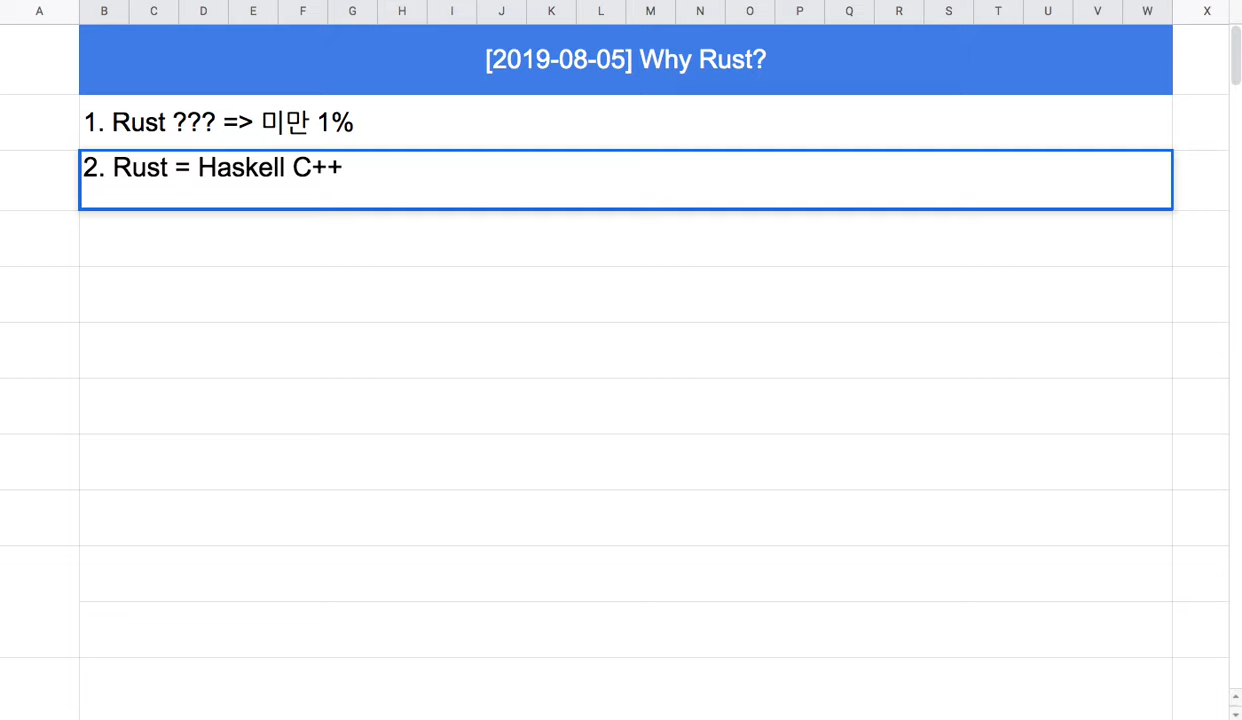 A B C D E F G H I J K L M N O P Q R S T U V W X
[2019-08-05] Why Rust?
1. Rust ??? => 미만 1%
2. Rust = Haskell C++